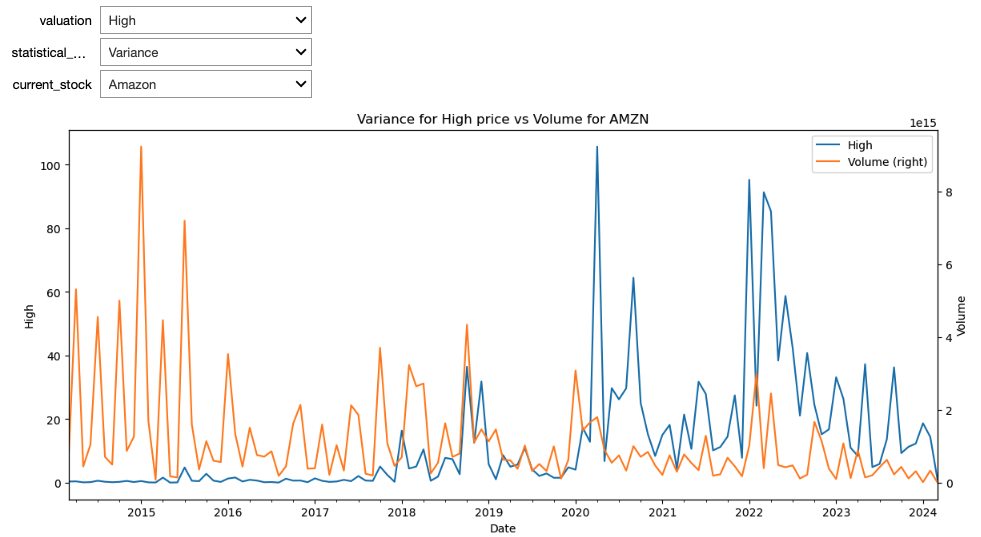 valuation High
statistical_... Variance
current_stock Amazon
Variance for High price vs Volume for AMZN
1e15
High
Volume (right)
100
80
60
40
20
0
High
8
6
4
2
0
Volume
2015 2016 2017 2018 2019 2020 2021 2022 2023 2024
Date